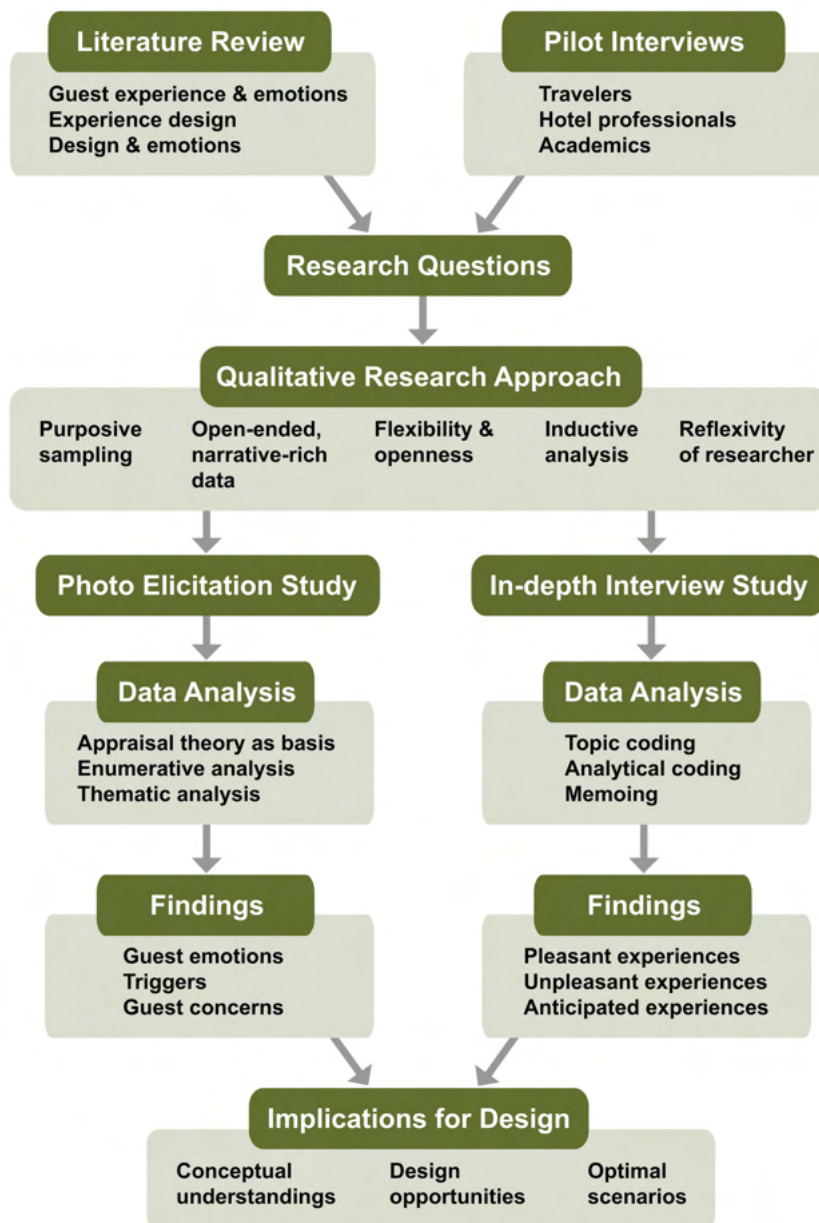 Literature Review
Guest experience & emotions
Experience design
Design & emotions
Pilot Interviews
Travelers
Hotel professionals
Academics
Research Questions
Qualitative Research Approach
Purposive
sampling
Open-ended,
narrative-rich
data
Flexibility &
openness
Inductive
analysis
Reflexivity
of researcher
Photo Elicitation Study
Data Analysis
Appraisal theory as basis
Enumerative analysis
Thematic analysis
Findings
Guest emotions
Triggers
Guest concerns
In-depth Interview Study
Data Analysis
Topic coding
Analytical coding
Memoing
Findings
Pleasant experiences
Unpleasant experiences
Anticipated experiences
Implications for Design
Conceptual
understandings
Design
opportunities
Optimal
scenarios